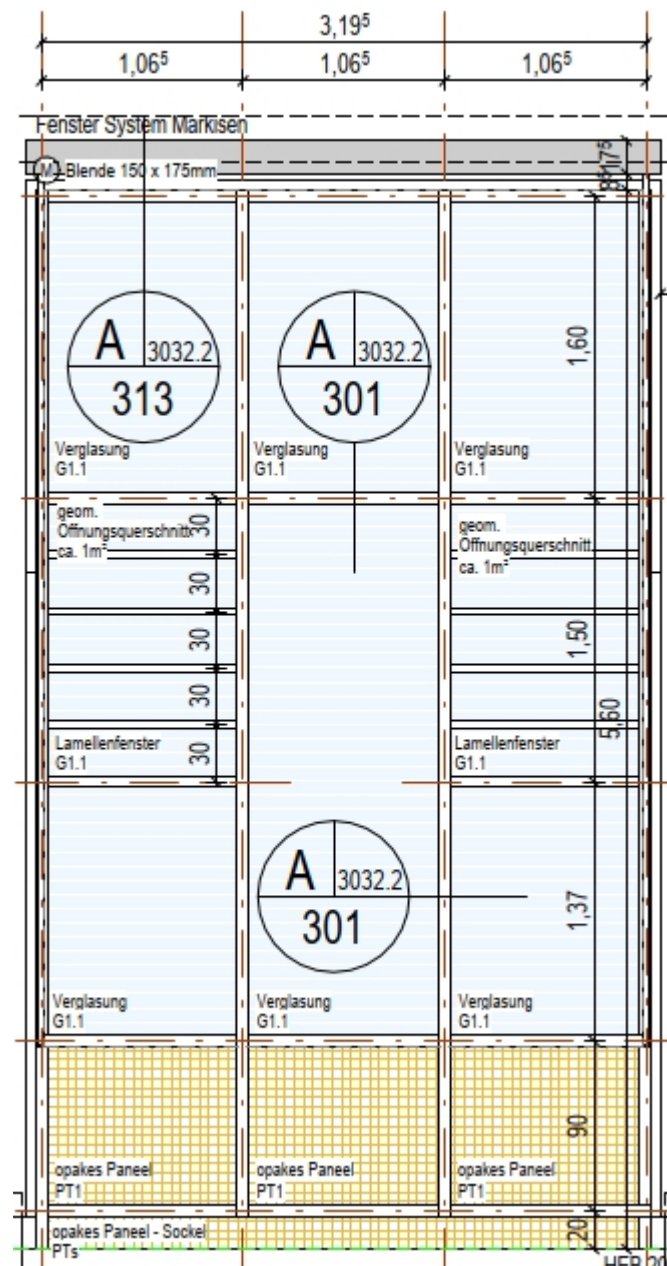 3,19⁵
1,06⁵ 1,06⁵ 1,06⁵
Fenster System Markisen
M Blende 150 x 175mm
17⁵
8⁵
A 3032.2
313
A 3032.2
301
1,60
Verglasung
G1.1
Verglasung
G1.1
Verglasung
G1.1
geom.
Öffnungsquerschnitt
ca. 1m²
30
30
30
30
30
geom.
Öffnungsquerschnitt
ca. 1m²
1,50
5,60
Lamellenfenster
G1.1
Lamellenfenster
G1.1
A 3032.2
301
1,37
Verglasung
G1.1
Verglasung
G1.1
Verglasung
G1.1
90
opakes Paneel
PT1
opakes Paneel
PT1
opakes Paneel
PT1
opakes Paneel - Sockel
PTs
20